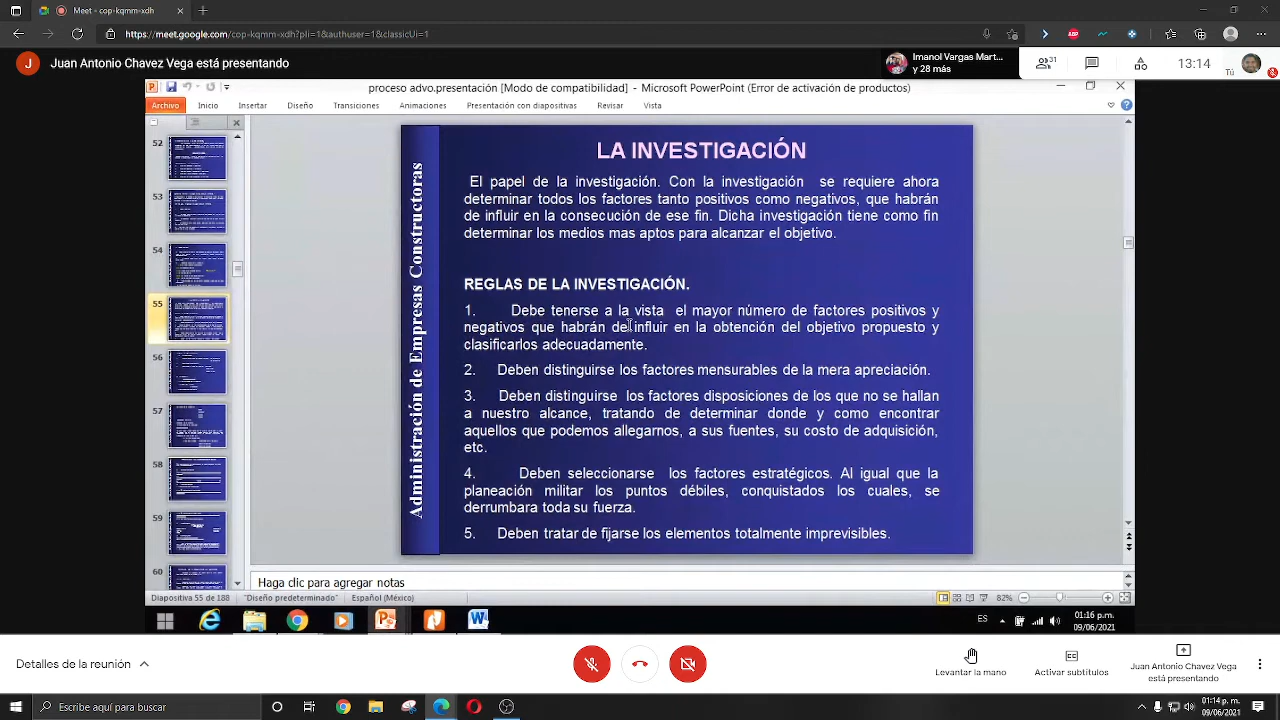 Meet - cop-kqmm-xdh
https://meet.google.com/cop-kqmm-xdh?pli=1&authuser=1&classicUi=1
Juan Antonio Chavez Vega está presentando
Imanol Vargas Mart...
y 28 más
31
13:14
Tú
proceso advo.presentación [Modo de compatibilidad] - Microsoft PowerPoint (Error de activación de productos)
Archivo Inicio Insertar Diseño Transiciones Animaciones Presentación con diapositivas Revisar Vista
52
53
54
55
56
57
58
59
60
Administración de Empresas Constructoras
LA INVESTIGACIÓN
El papel de la investigación. Con la investigación, se requiere ahora
determinar todos los factores tanto positivos como negativos, que habrán
de influir en la consecución de ese fin. Dicha investigación tiene como fin
determinar los medios mas aptos para alcanzar el objetivo.
REGLAS DE LA INVESTIGACIÓN.
1. Debe ponerse en junta el mayor número de factores positivos y
negativos que habrán de influir en la obtención del objetivo propuesto y
clasificarlos adecuadamente.
2. Deben distinguirse los factores mensurables de la mera apreciación.
3. Deben distinguirse los factores disposiciones de los que no se hallan
a nuestro alcance, tratando de determinar donde y como encontrar
aquellos que podemos allegarnos, a sus fuentes, su costo de adquisición,
etc.
4. Deben seleccionarse los factores estratégicos. Al igual que la
planeación militar los puntos débiles, conquistados los cuales, se
derrumbara toda su fuerza.
5. Deben tratar de fijarse los elementos totalmente imprevisibles.
Haga clic para agregar notas
Diapositiva 55 de 188 "Diseño predeterminado" Español (México) 82%
ES 01:16 p.m.
09/06/2021
Detalles de la reunión
Levantar la mano
Activar subtítulos
Juan Antonio Chavez Vega
está presentando
Escribe aquí para buscar
01:14 p.m.
09/06/2021